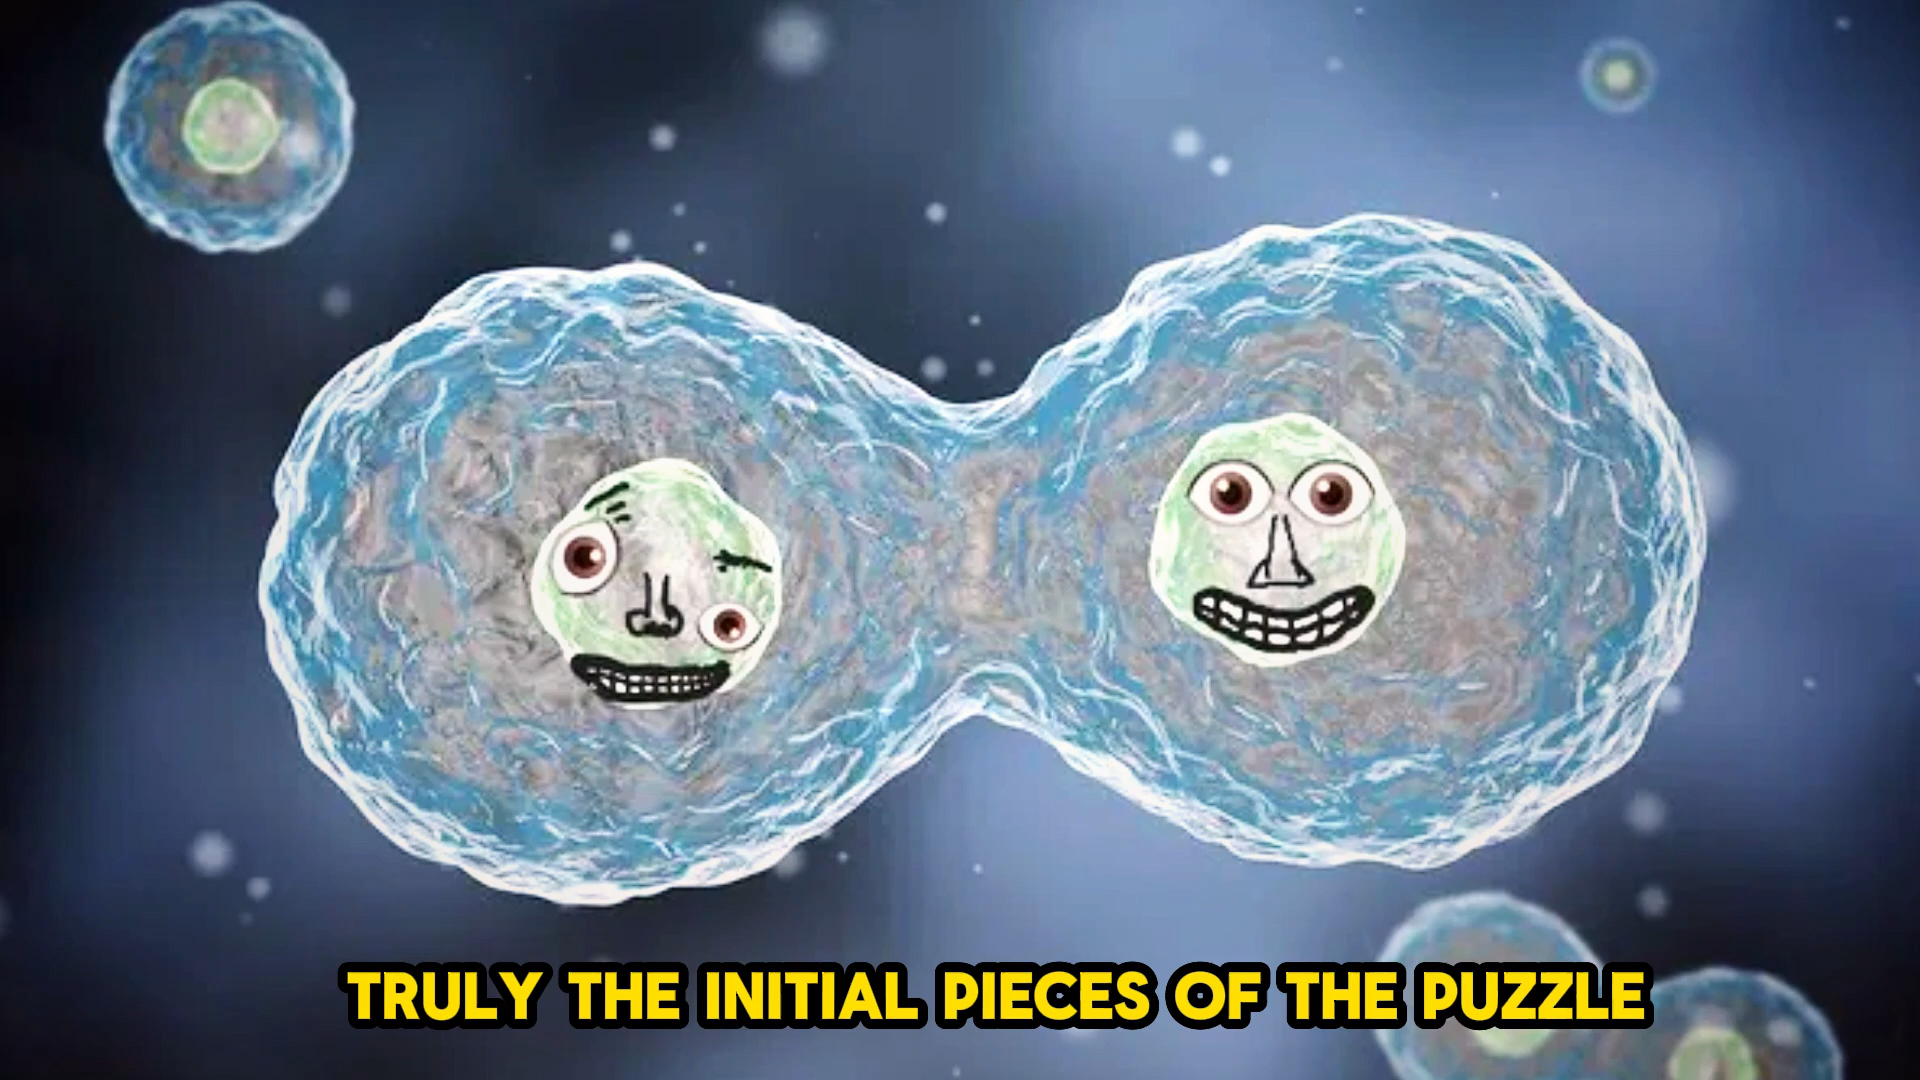 TRULY THE INITIAL PIECES OF THE PUZZLE